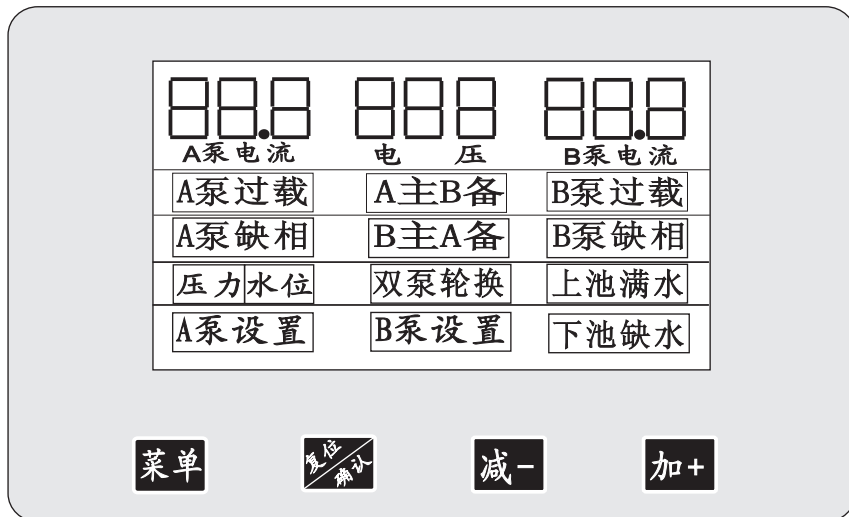 88.8 888 88.8
A泵电流 电 压 B泵电流
A泵过载 A主B备 B泵过载
A泵缺相 B主A备 B泵缺相
压力 水位 双泵轮换 上池满水
A泵设置 B泵设置 下池缺水
菜单 复位/确认 减- 加+